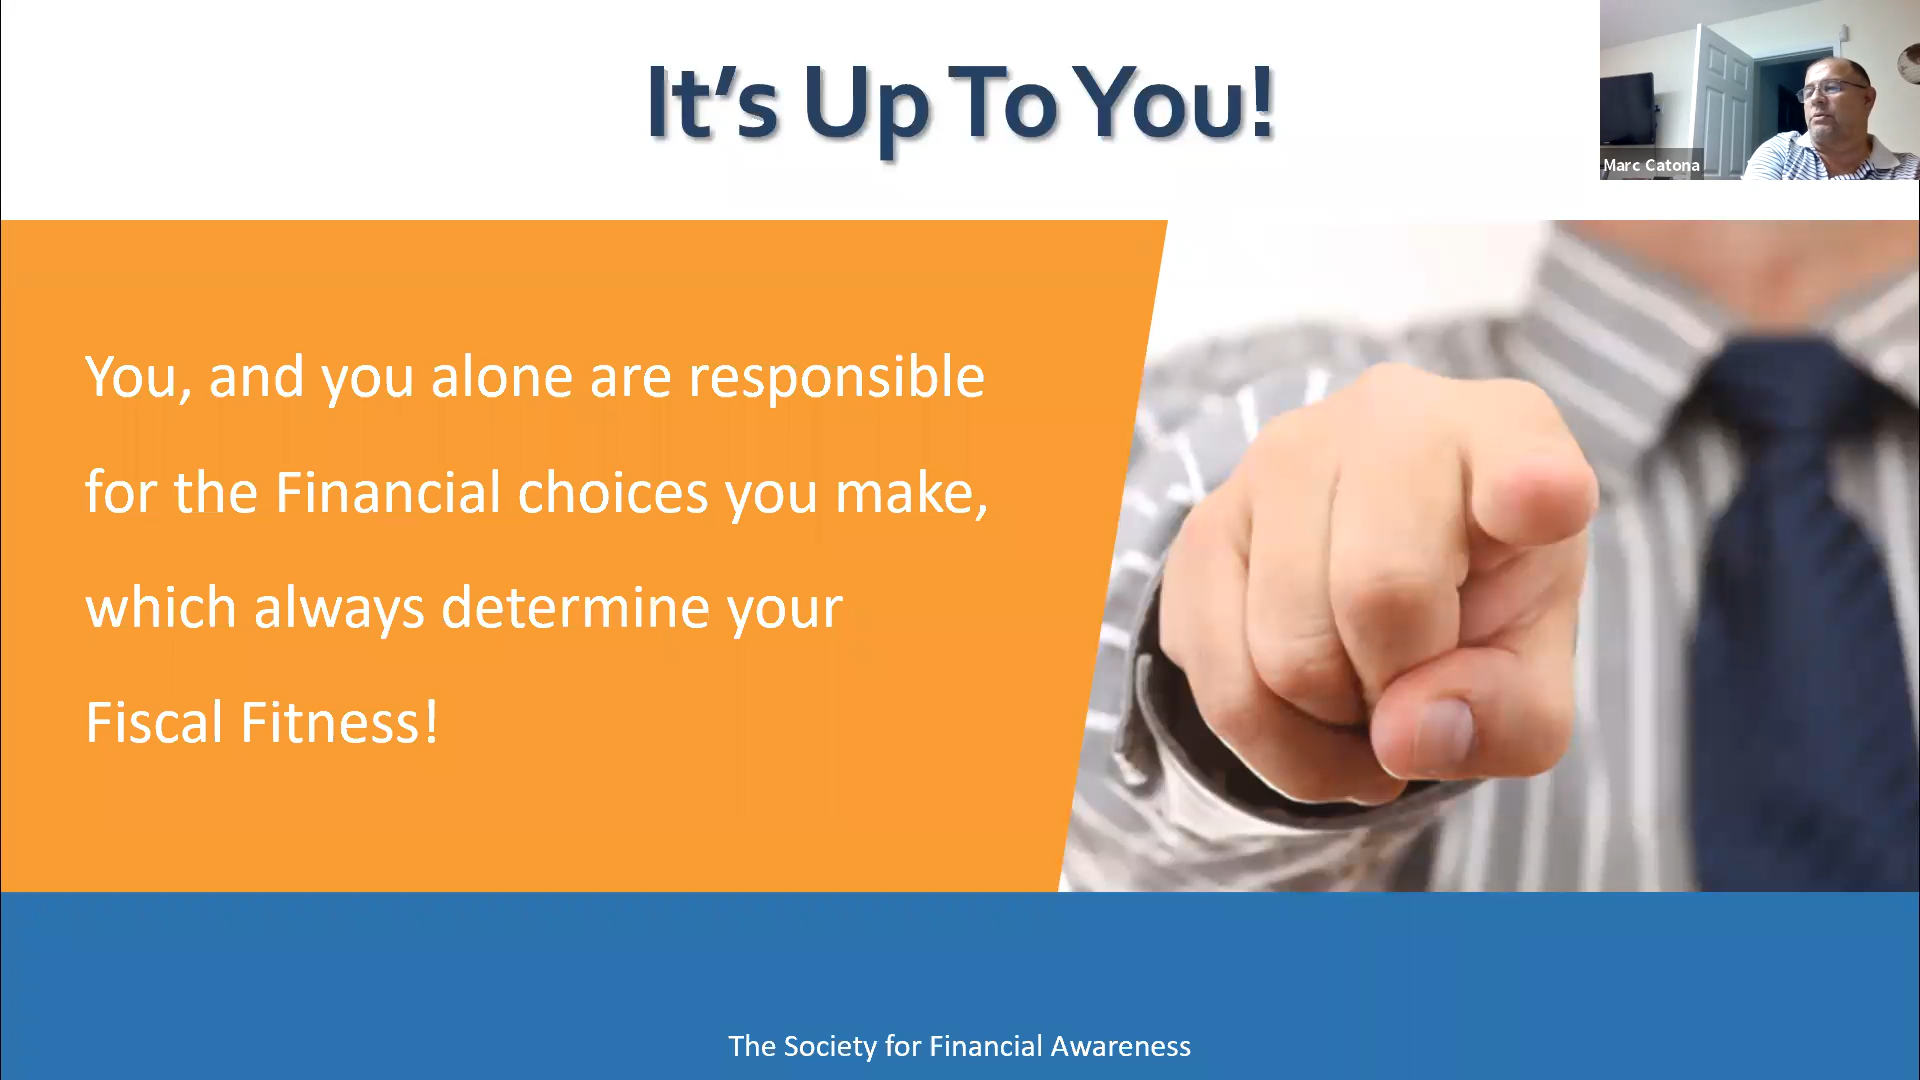 It's Up To You!
Marc Catona
You, and you alone are responsible
for the Financial choices you make,
which always determine your
Fiscal Fitness!
The Society for Financial Awareness